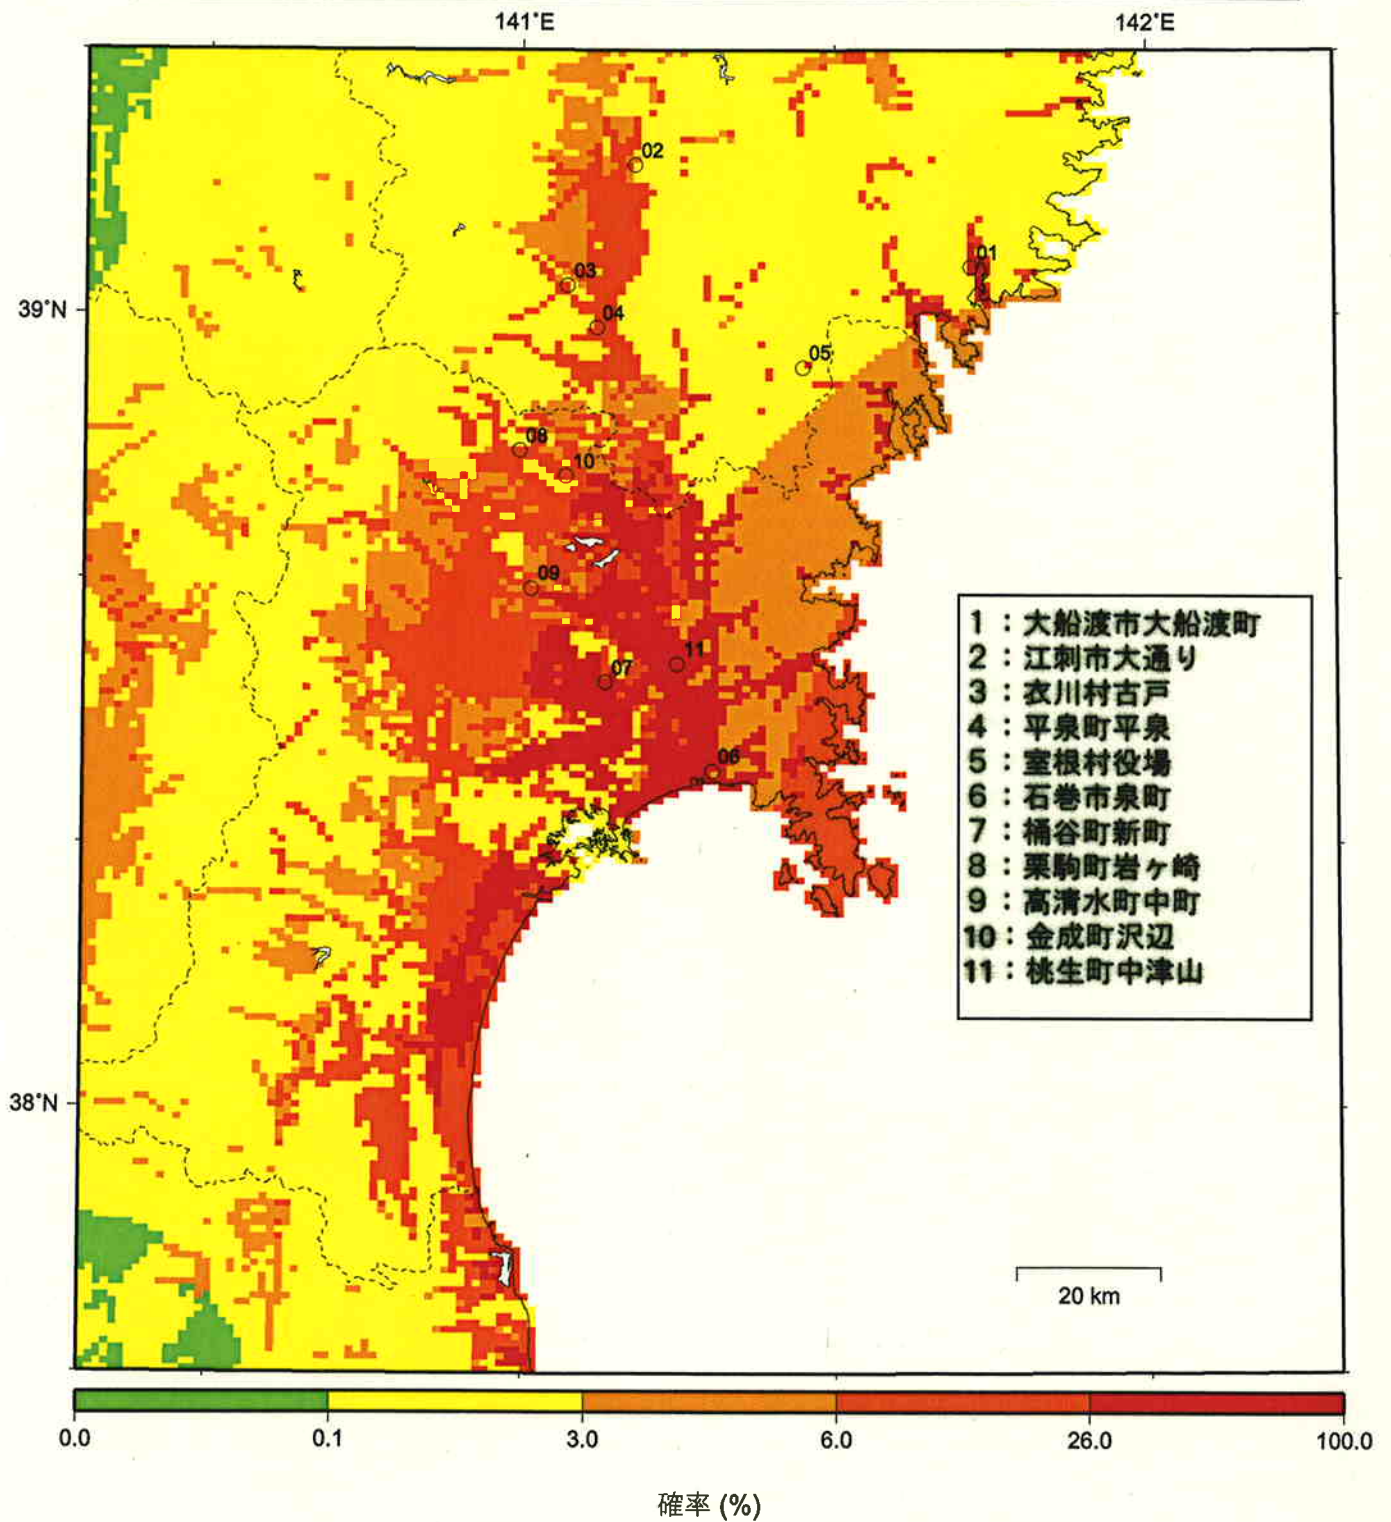 141°E
142°E
02
01
03
39°N
04
05
08
10
09
11
07
06
1：大船渡市大船渡町
2：江刺市大通り
3：衣川村古戸
4：平泉町平泉
5：室根村役場
6：石巻市泉町
7：桶谷町新町
8：栗駒町岩ヶ崎
9：高清水町中町
10：金成町沢辺
11：桃生町中津山
38°N
20 km
0.0
0.1
3.0
6.0
26.0
100.0
確率 (%)